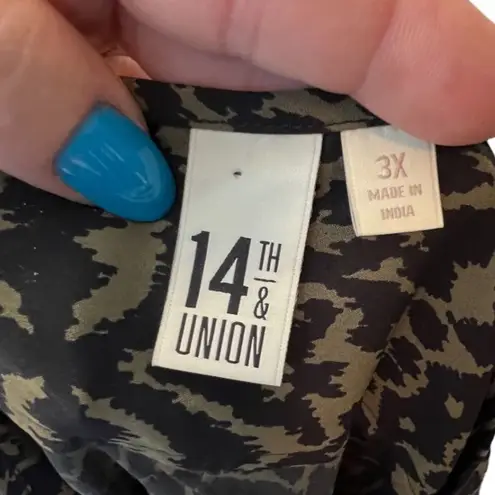 14TH
&
UNION
3X
MADE IN
INDIA